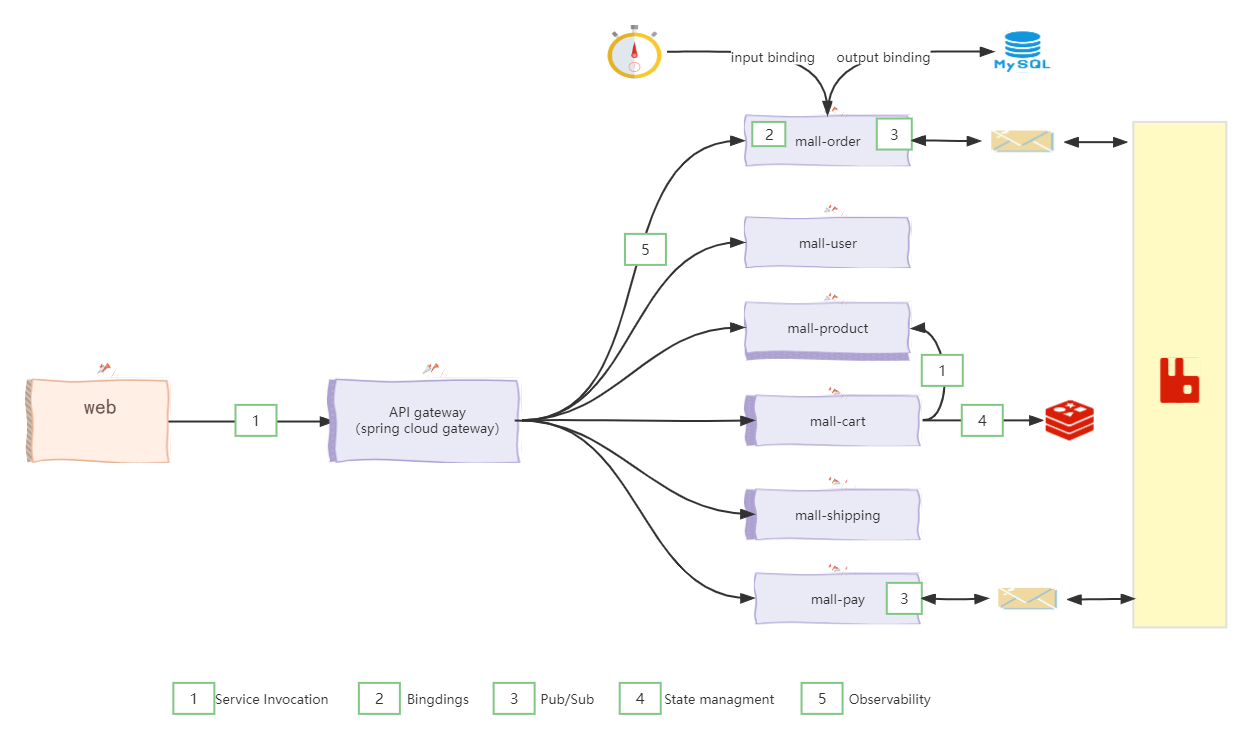 input binding
output binding
MySQL
2
mall-order
3
mall-user
5
mall-product
1
web
1
API gateway
(spring cloud gateway)
mall-cart
4
mall-shipping
mall-pay
3
1 Service Invocation
2 Bingdings
3 Pub/Sub
4 State managment
5 Observability